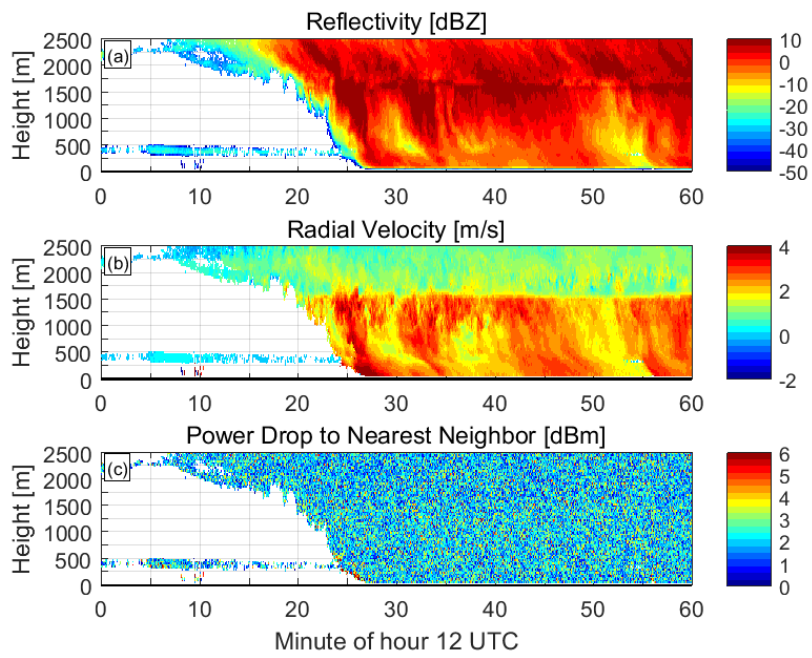 Reflectivity [dBZ]
(a)
Height [m]
2500
2000
1500
1000
500
0
0 10 20 30 40 50 60
10
0
-10
-20
-30
-40
-50
Radial Velocity [m/s]
(b)
Height [m]
2500
2000
1500
1000
500
0
0 10 20 30 40 50 60
4
2
0
-2
Power Drop to Nearest Neighbor [dBm]
(c)
Height [m]
2500
2000
1500
1000
500
0
0 10 20 30 40 50 60
6
5
4
3
2
1
0
Minute of hour 12 UTC